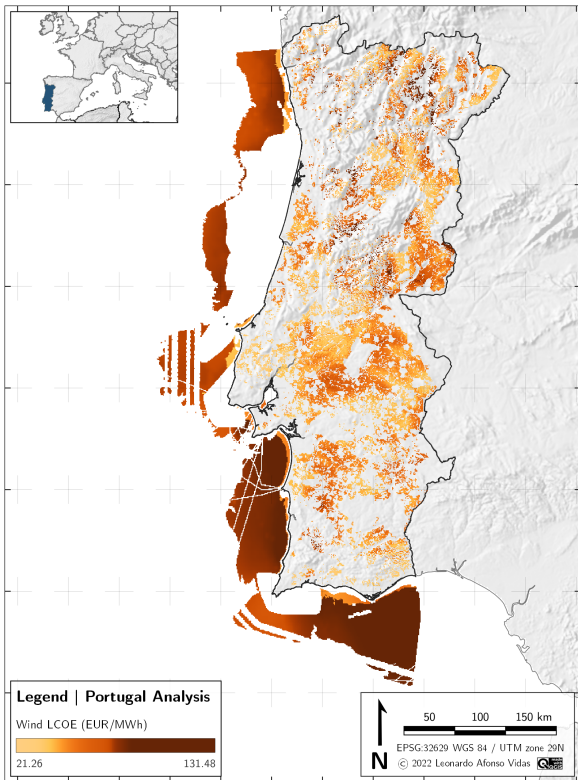 Legend | Portugal Analysis
Wind LCOE (EUR/MWh)
21.26 131.48
50 100 150 km
N
EPSG:32629 WGS 84 / UTM zone 29N
© 2022 Leonardo Afonso Vidas